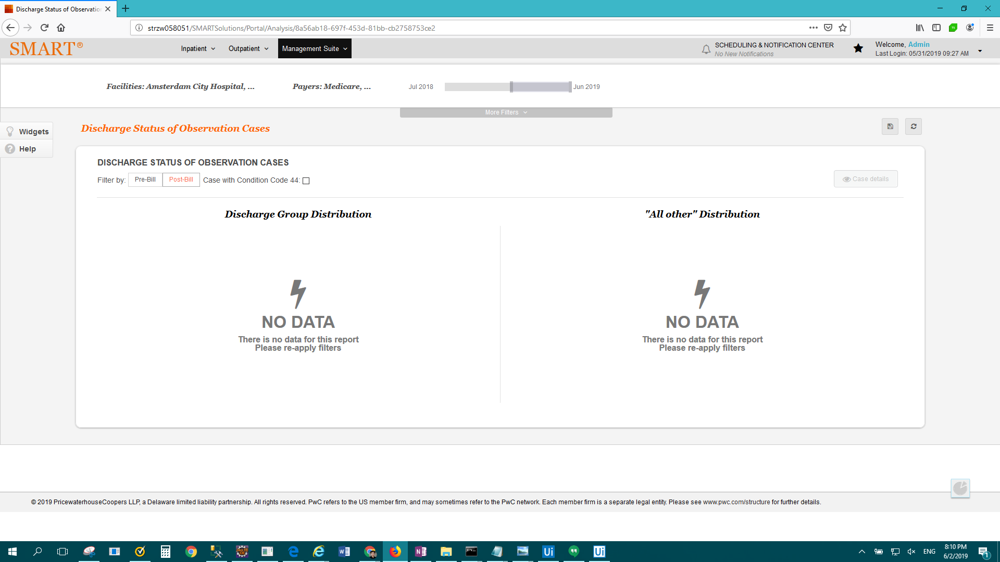 Discharge Status of Observation
strzw058051/SMARTSolutions/Portal/Analysis/8a56ab18-697f-453d-81bb-cb2758753ce2
SMART®
Inpatient
Outpatient
Management Suite
SCHEDULING & NOTIFICATION CENTER
No New Notifications
Welcome, Admin
Last Login: 05/31/2019 09:27 AM
Facilities: Amsterdam City Hospital, ...
Payers: Medicare, ...
Jul 2018
Jun 2019
More Filters
Widgets
Help
Discharge Status of Observation Cases
DISCHARGE STATUS OF OBSERVATION CASES
Filter by: Pre-Bill Post-Bill Case with Condition Code 44:
Case details
Discharge Group Distribution
NO DATA
There is no data for this report
Please re-apply filters
"All other" Distribution
NO DATA
There is no data for this report
Please re-apply filters
© 2019 PricewaterhouseCoopers LLP, a Delaware limited liability partnership. All rights reserved. PwC refers to the US member firm, and may sometimes refer to the PwC network. Each member firm is a separate legal entity. Please see www.pwc.com/structure for further details.
ENG
8:10 PM
6/2/2019
1